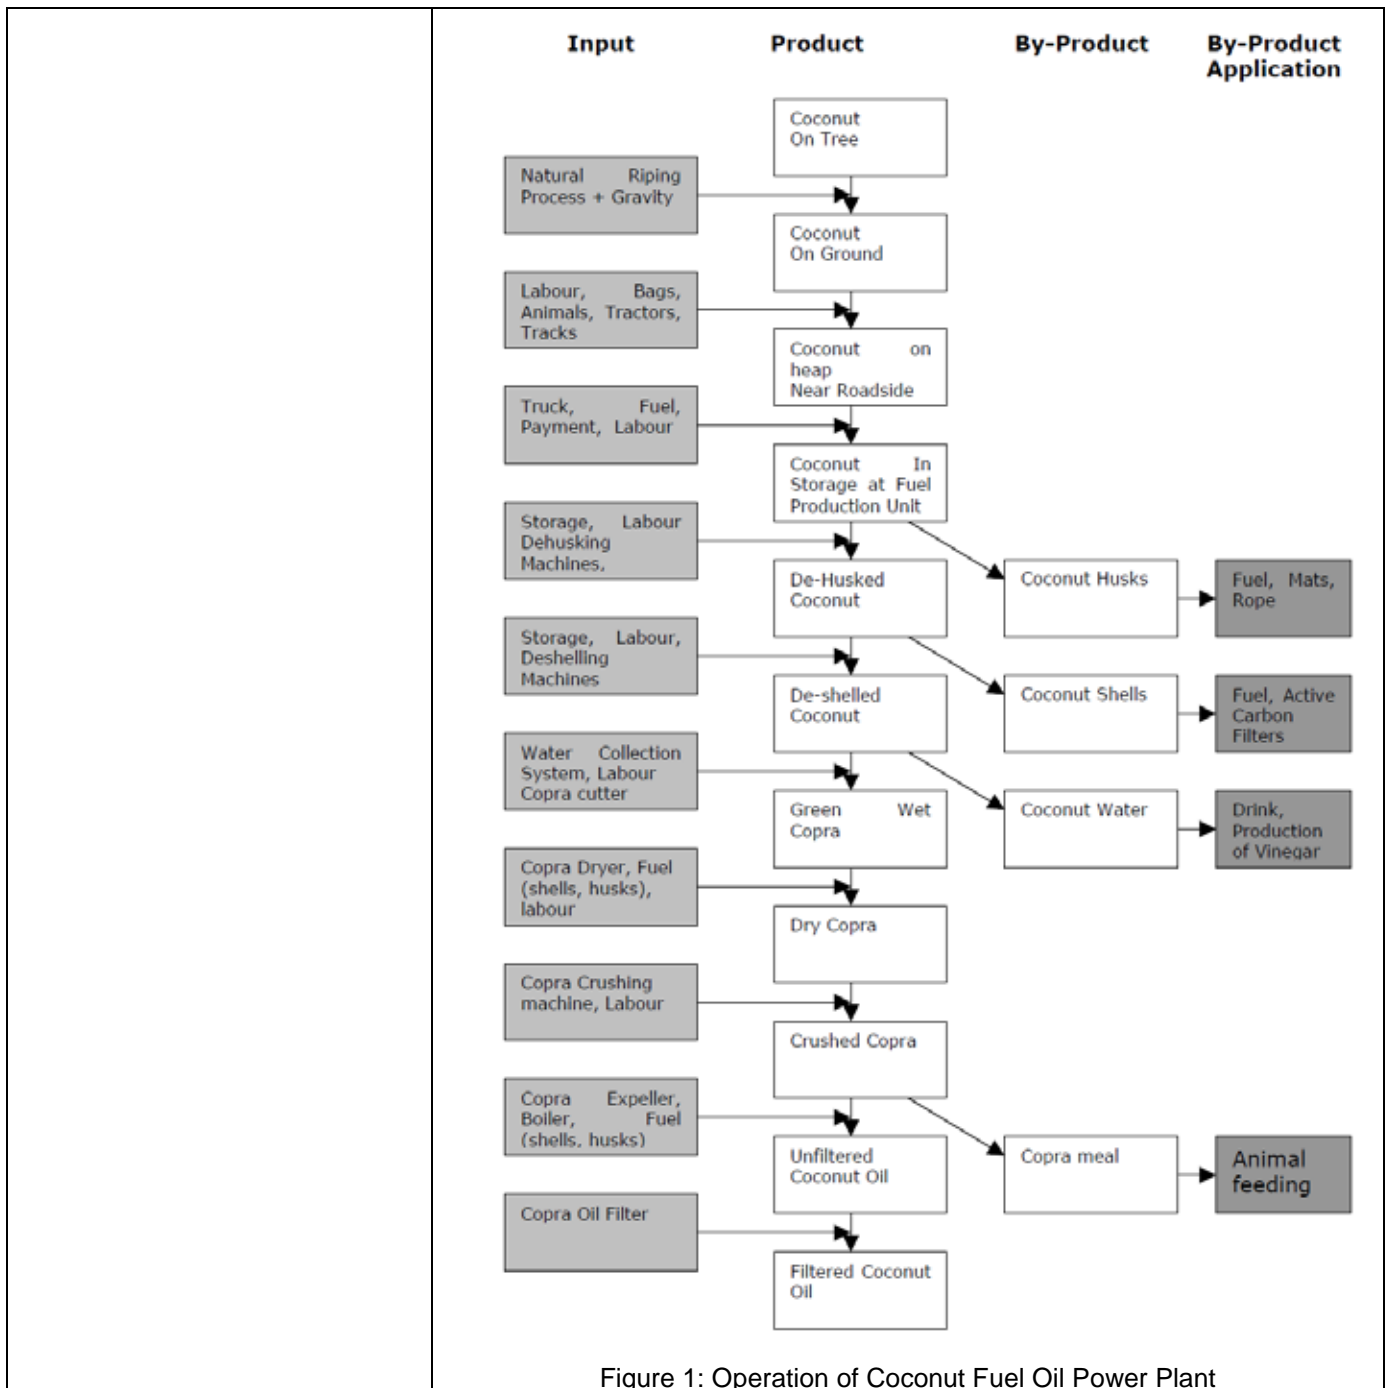 Input
Product
By-Product
By-Product
Application
Coconut
On Tree
Natural Riping
Process + Gravity
Coconut
On Ground
Labour, Bags,
Animals, Tractors,
Tracks
Coconut on
heap
Near Roadside
Truck, Fuel,
Payment, Labour
Coconut In
Storage at Fuel
Production Unit
Storage, Labour
Dehusking
Machines,
De-Husked
Coconut
Coconut Husks
Fuel, Mats,
Rope
Storage, Labour,
Deshelling
Machines
De-shelled
Coconut
Coconut Shells
Fuel, Active
Carbon
Filters
Water Collection
System, Labour
Copra cutter
Green Wet
Copra
Coconut Water
Drink,
Production
of Vinegar
Copra Dryer, Fuel
(shells, husks),
labour
Dry Copra
Copra Crushing
machine, Labour
Crushed Copra
Copra Expeller,
Boiler, Fuel
(shells, husks)
Unfiltered
Coconut Oil
Copra meal
Animal
feeding
Copra Oil Filter
Filtered Coconut
Oil
Figure 1: Operation of Coconut Fuel Oil Power Plant